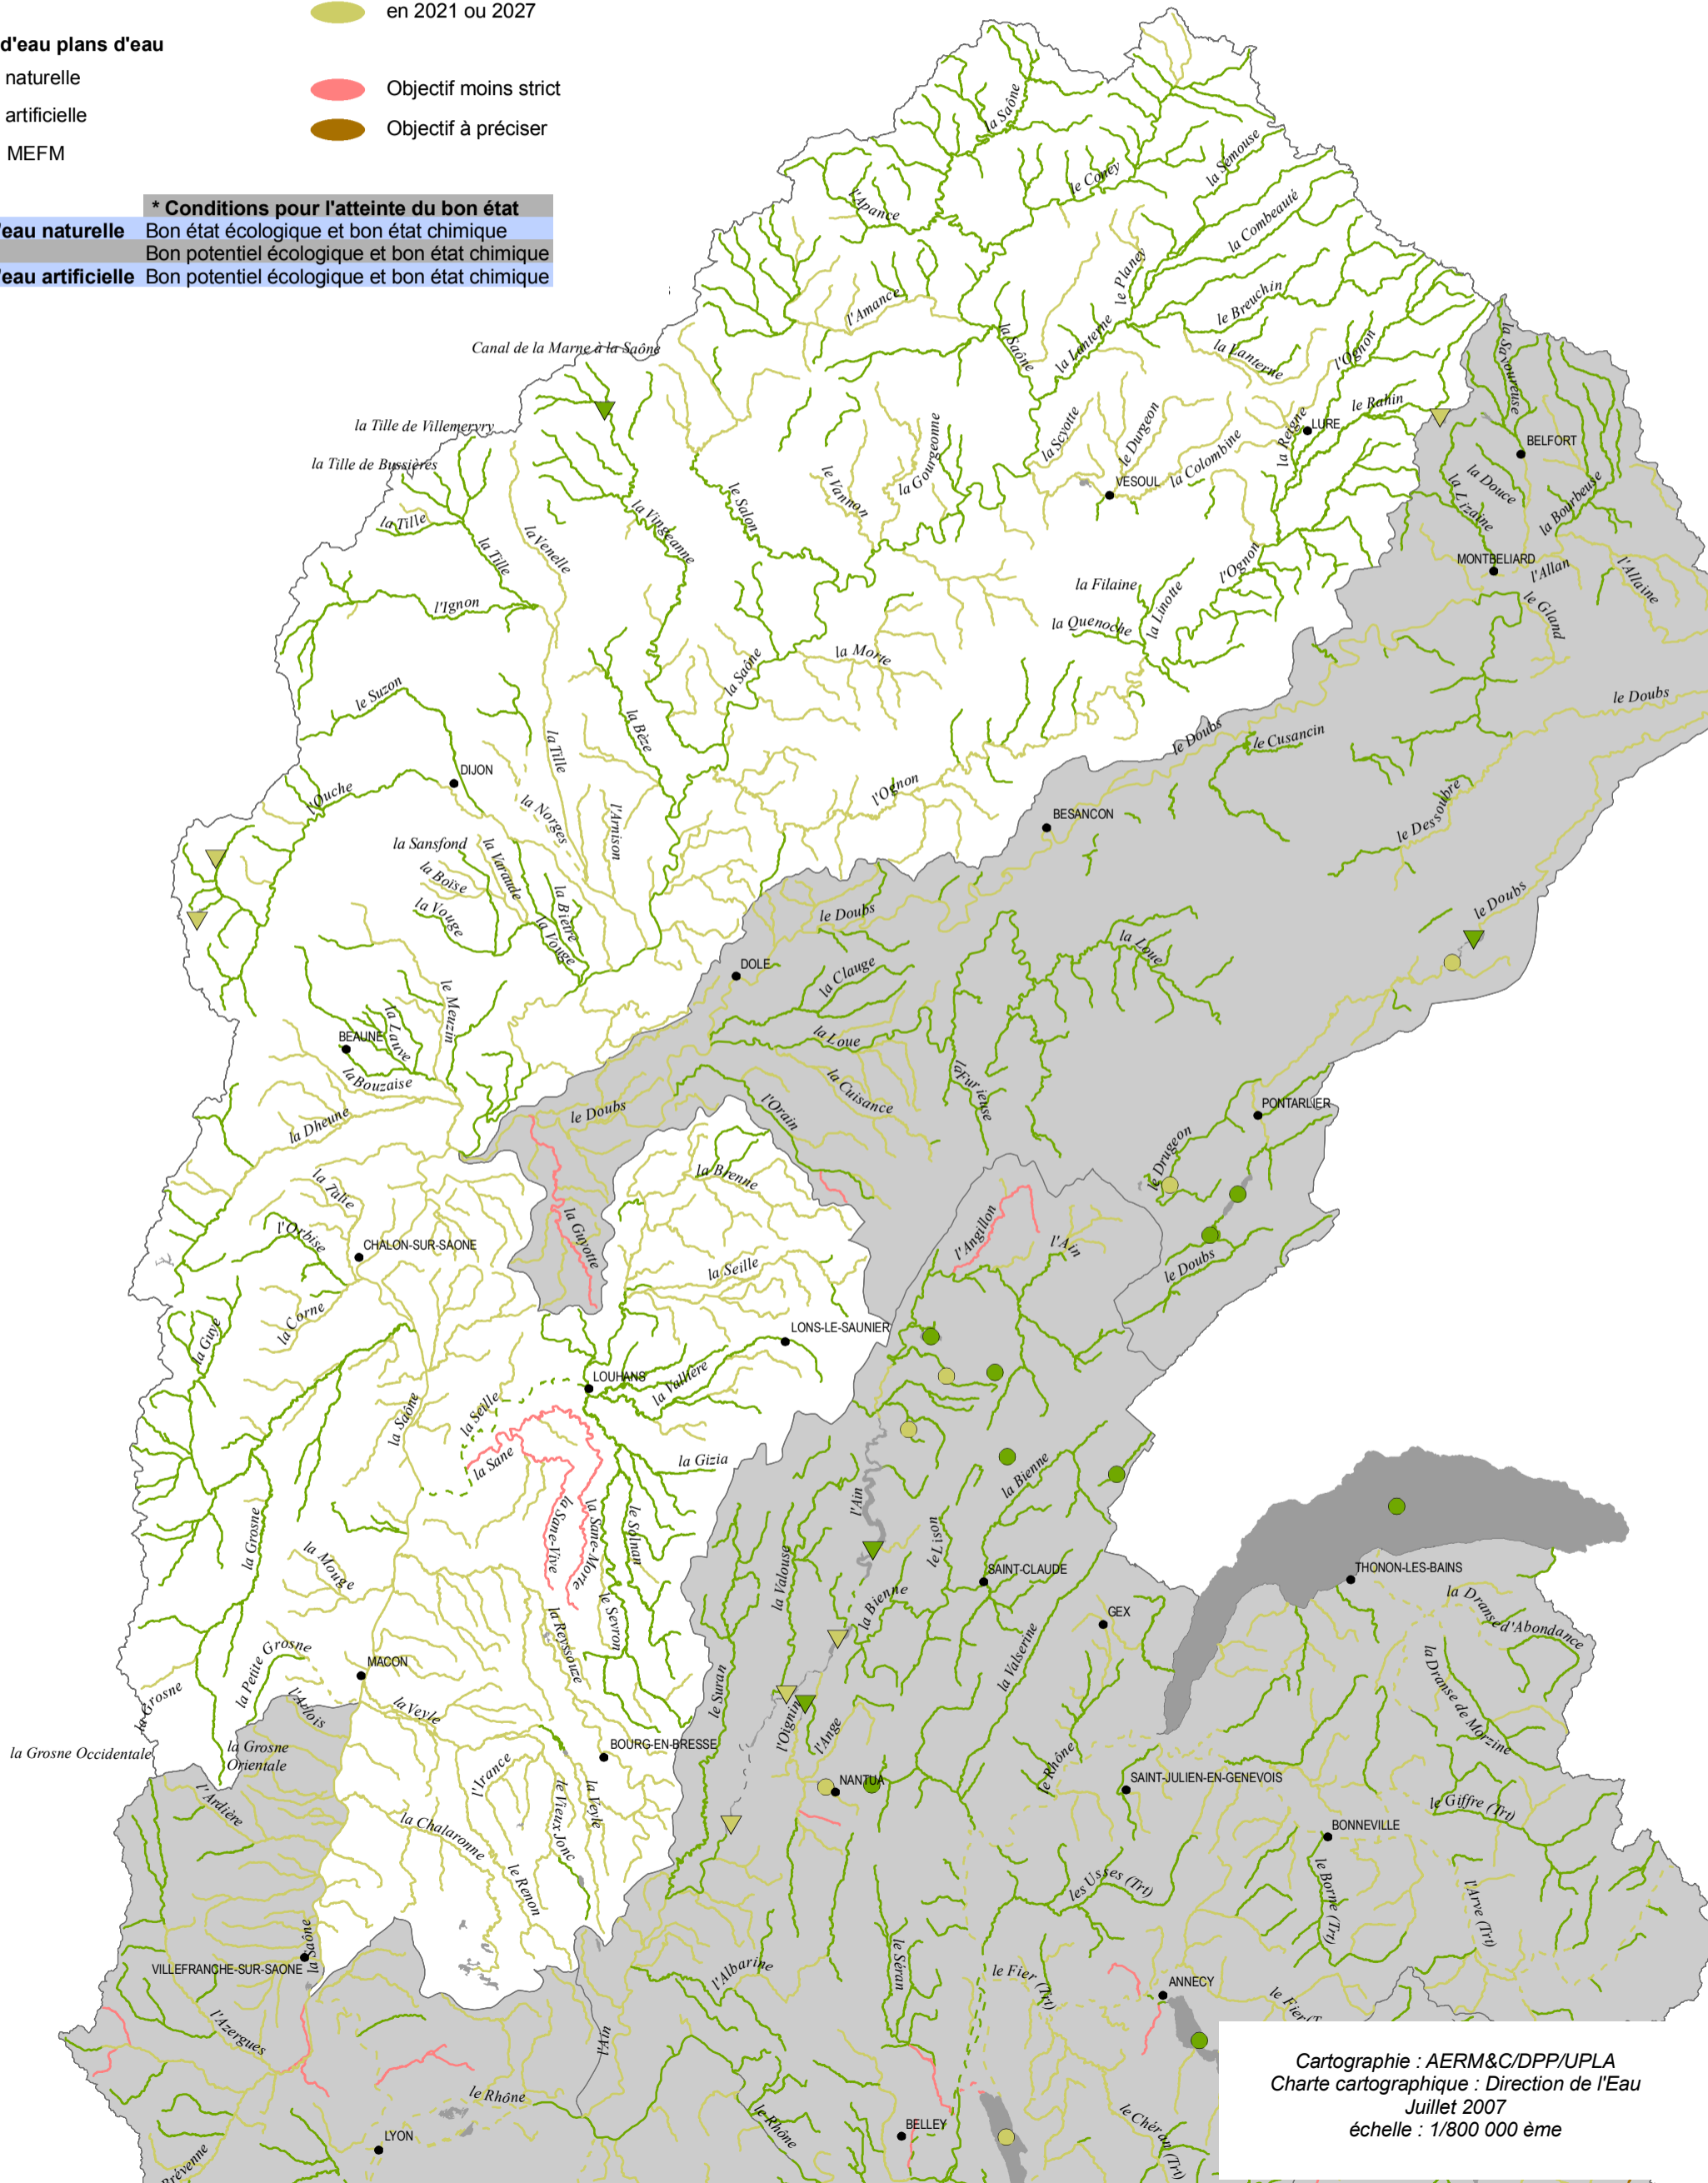 en 2021 ou 2027
d'eau plans d'eau
naturelle
artificielle
MEFM
Objectif moins strict
Objectif à préciser
* Conditions pour l'atteinte du bon état
'eau naturelle Bon état écologique et bon état chimique
Bon potentiel écologique et bon état chimique
'eau artificielle Bon potentiel écologique et bon état chimique
la Saône
le Coney
la Semouse
l'Apance
la Combeauté
le Planey
l'Amance
le Breuchin
la Saône
la Lanterne
la Lanterne
l'Ognon
la Savoureuse
Canal de la Marne à la Saône
la Tille de Villemervry
la Tille de Bussières
le Rahin
la Reigne
LURE
BELFORT
la Scyotte
le Durgeon
la Colombine
VESOUL
la Gourgeonne
le Vannon
le Salon
la Vingeanne
la Venelle
la Tille
la Tille
la Douce
la Lizaine
la Bourbeuse
MONTBELIARD
l'Allan
l'Allaine
le Gland
l'Ognon
la Filaine
la Linotte
la Quenoche
l'Ignon
la Morte
la Saône
le Suzon
la Bèze
la Tille
le Doubs
le Doubs
le Cusancin
DIJON
l'Ouche
la Norges
l'Arnison
l'Ognon
BESANCON
le Dessoubre
la Sansfond
la Varaude
la Boïse
la Vouge
la Bietre
la Vouge
le Doubs
le Doubs
la Loue
DOLE
la Clauge
la Loue
le Meuzin
BEAUNE
la Lauve
la Bouzaise
la Dheune
la Cuisance
la Furieuse
le Doubs
l'Orain
PONTARLIER
le Drugeon
la Brenne
la Talie
l'Orbise
CHALON-SUR-SAONE
la Guyotte
l'Angillon
l'Ain
le Doubs
la Seille
la Corne
la Guye
LONS-LE-SAUNIER
LOUHANS
la Vallière
la Saône
la Seille
la Sane
la Gizia
la Bienne
l'Ain
la Grosne
la Sane-Vive
la Sane-Morte
le Solnan
le Lison
la Mouge
la Valouse
SAINT-CLAUDE
THONON-LES-BAINS
la Bienne
la Dranse d'Abondance
GEX
le Sevron
la Reyssouze
la Petite Grosne
MACON
la Valserine
le Suran
la Dranse de Morzine
la Grosne
l'Ablois
la Veyle
l'Oignin
l'Ange
la Grosne Occidentale
la Grosne
Orientale
BOURG-EN-BRESSE
le Rhône
l'Irance
NANTUA
SAINT-JULIEN-EN-GENEVOIS
l'Ardière
le Vieux Jonc
la Veyle
le Giffre (Trt)
BONNEVILLE
la Chalaronne
le Renon
les Usses (Trt)
le Borne (Trt)
l'Arve (Trt)
la Saône
VILLEFRANCHE-SUR-SAONE
l'Albarine
le Séran
le Fier (Trt)
ANNECY
l'Azergues
l'Ain
Cartographie : AERM&C/DPP/UPLA
Charte cartographique : Direction de l'Eau
Juillet 2007
échelle : 1/800 000 ème
le Rhône
le Rhône
LYON
BELLEY
le Chéran (Trt)
Brévenne